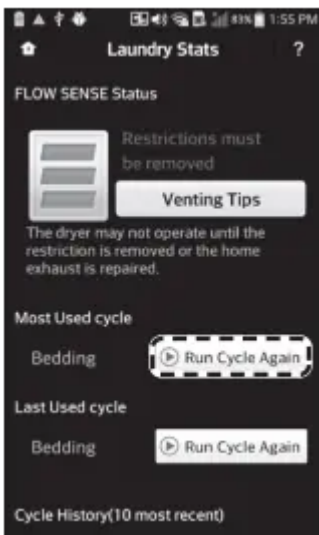 83% 1:55 PM
Laundry Stats ?
FLOW SENSE Status
Restrictions must
be removed
Venting Tips
The dryer may not operate until the
restriction is removed or the home
exhaust is repaired.
Most Used cycle
Bedding Run Cycle Again
Last Used cycle
Bedding Run Cycle Again
Cycle History(10 most recent)